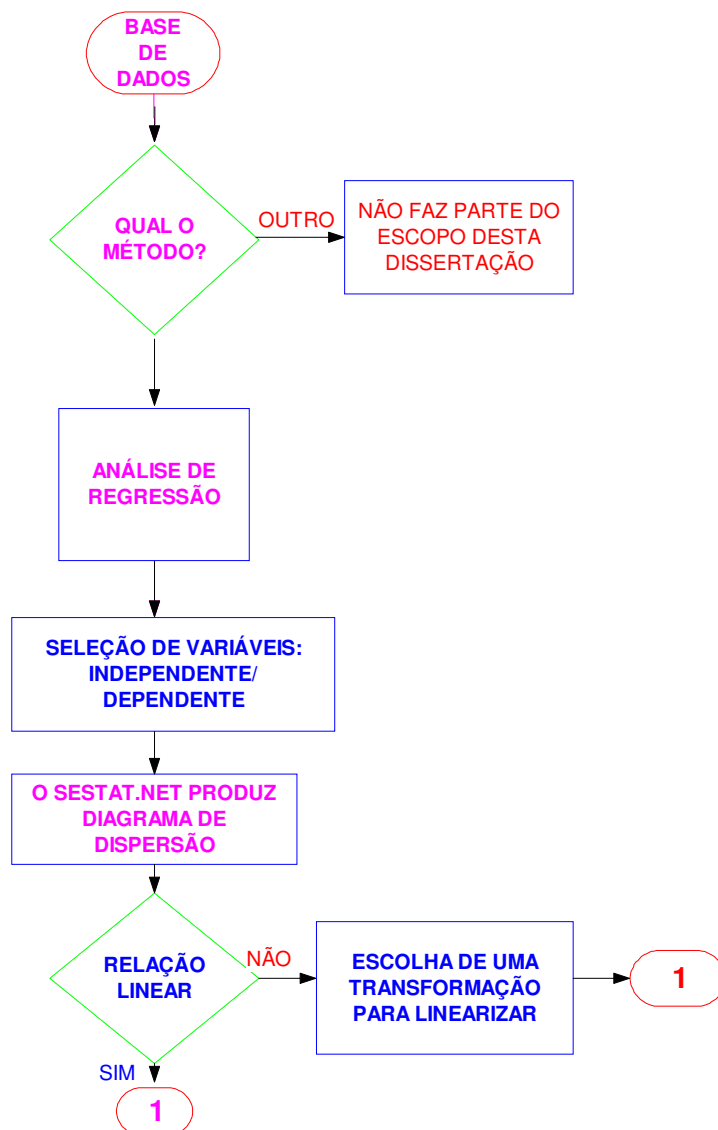 BASE
DE
DADOS
QUAL O
MÉTODO?
OUTRO
NÃO FAZ PARTE DO
ESCOPO DESTA
DISSERTAÇÃO
ANÁLISE DE
REGRESSÃO
SELEÇÃO DE VARIÁVEIS:
INDEPENDENTE/
DEPENDENTE
O SESTAT.NET PRODUZ
DIAGRAMA DE
DISPERSÃO
RELAÇÃO
LINEAR
NÃO
ESCOLHA DE UMA
TRANSFORMAÇÃO
PARA LINEARIZAR
1
SIM
1